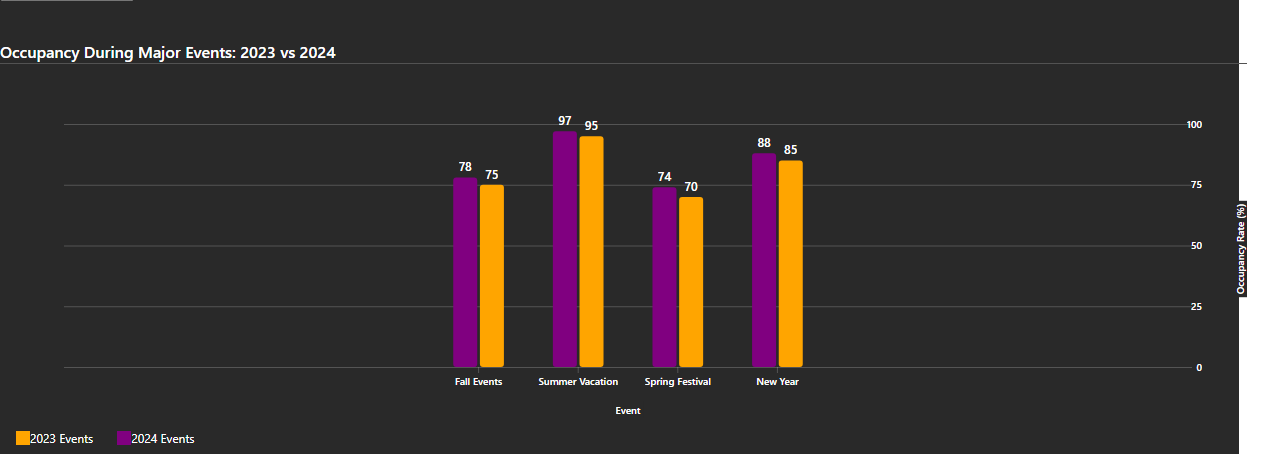 Occupancy During Major Events: 2023 vs 2024
97
95
88
85
78
75
74
70
100
75
50
25
0
Occupancy Rate (%)
Fall Events
Summer Vacation
Spring Festival
New Year
Event
2023 Events
2024 Events